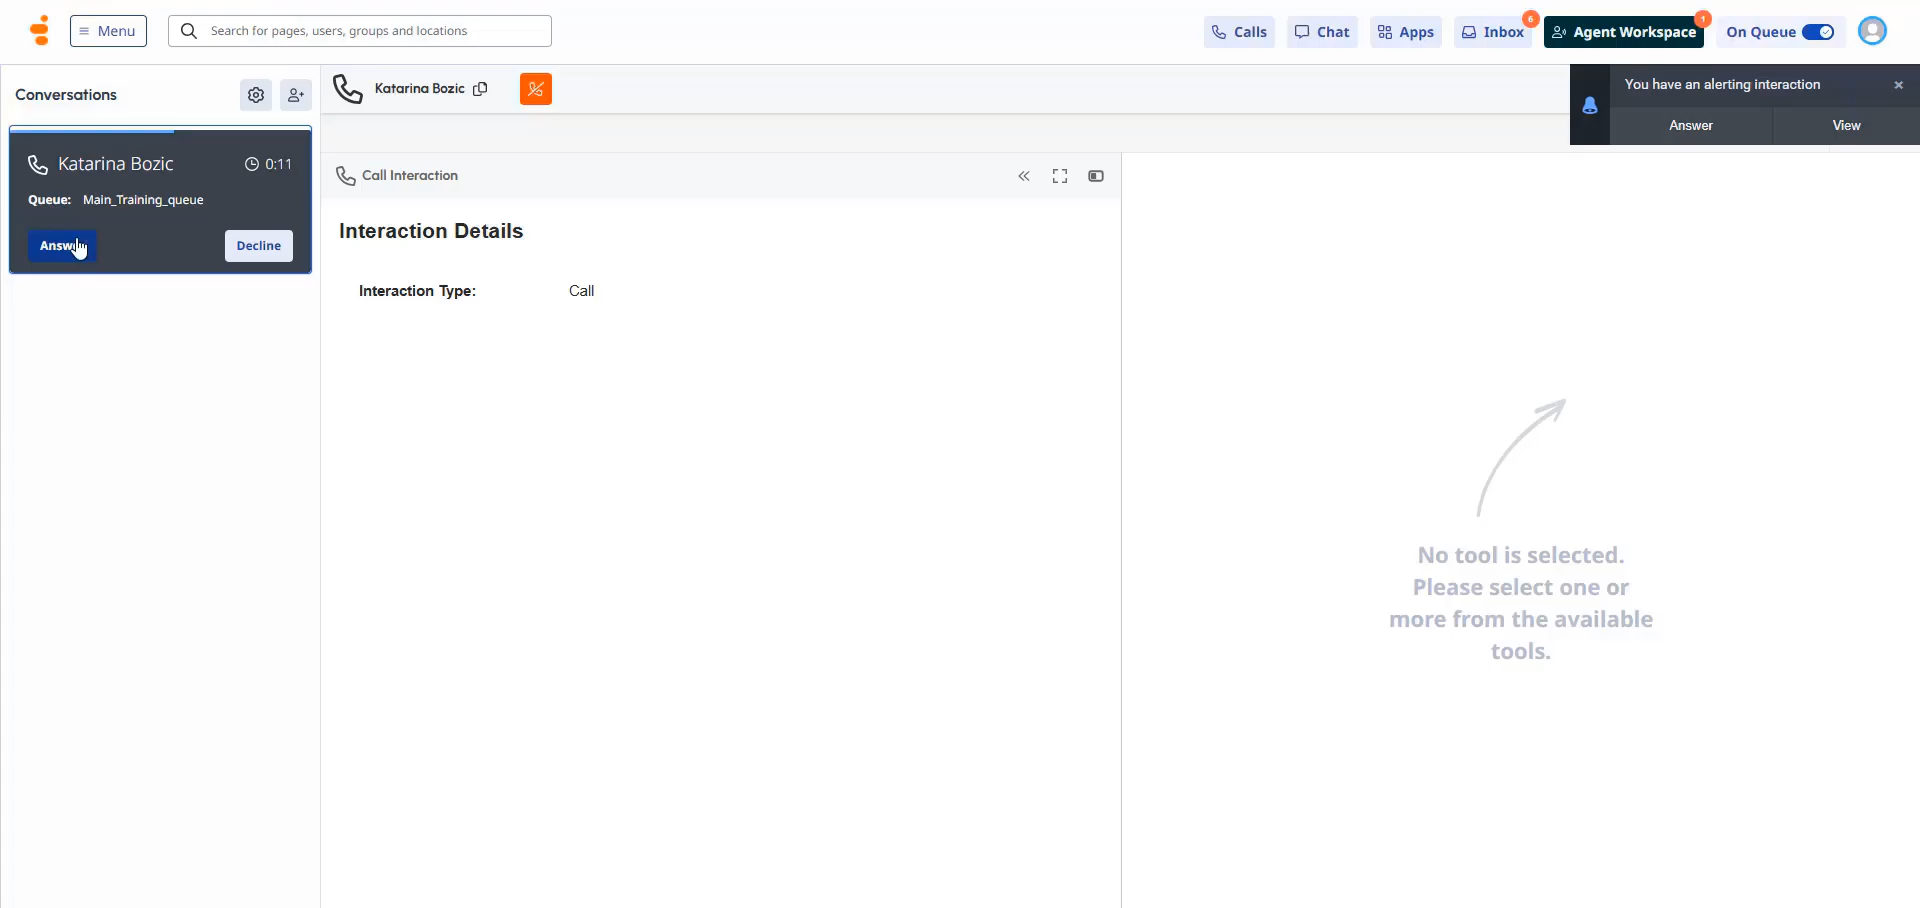 Menu
Search for pages, users, groups and locations
Calls
Chat
Apps
Inbox
6
Agent Workspace
1
On Queue
Conversations
Katarina Bozic
You have an alerting interaction
Answer
View
Katarina Bozic
0:11
Queue: Main_Training_queue
Decline
Call Interaction
Interaction Details
Interaction Type: Call
No tool is selected.
Please select one or
more from the available
tools.